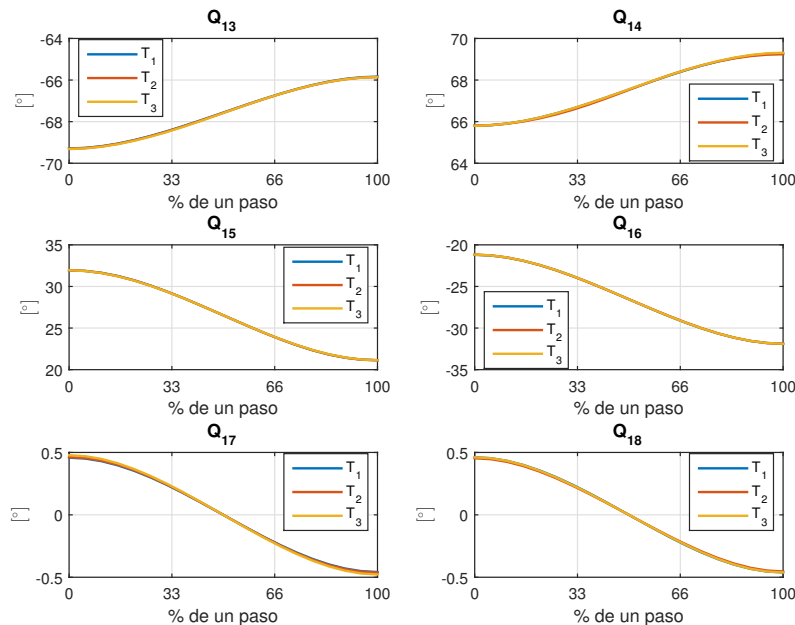 Q13
-64
-66
-68
-70
[°]
T1
T2
T3
0 33 66 100
% de un paso
Q14
70
68
66
64
[°]
T1
T2
T3
0 33 66 100
% de un paso
Q15
35
30
25
20
[°]
T1
T2
T3
0 33 66 100
% de un paso
Q16
-20
-25
-30
-35
[°]
T1
T2
T3
0 33 66 100
% de un paso
Q17
0.5
0
-0.5
[°]
T1
T2
T3
0 33 66 100
% de un paso
Q18
0.5
0
-0.5
[°]
T1
T2
T3
0 33 66 100
% de un paso